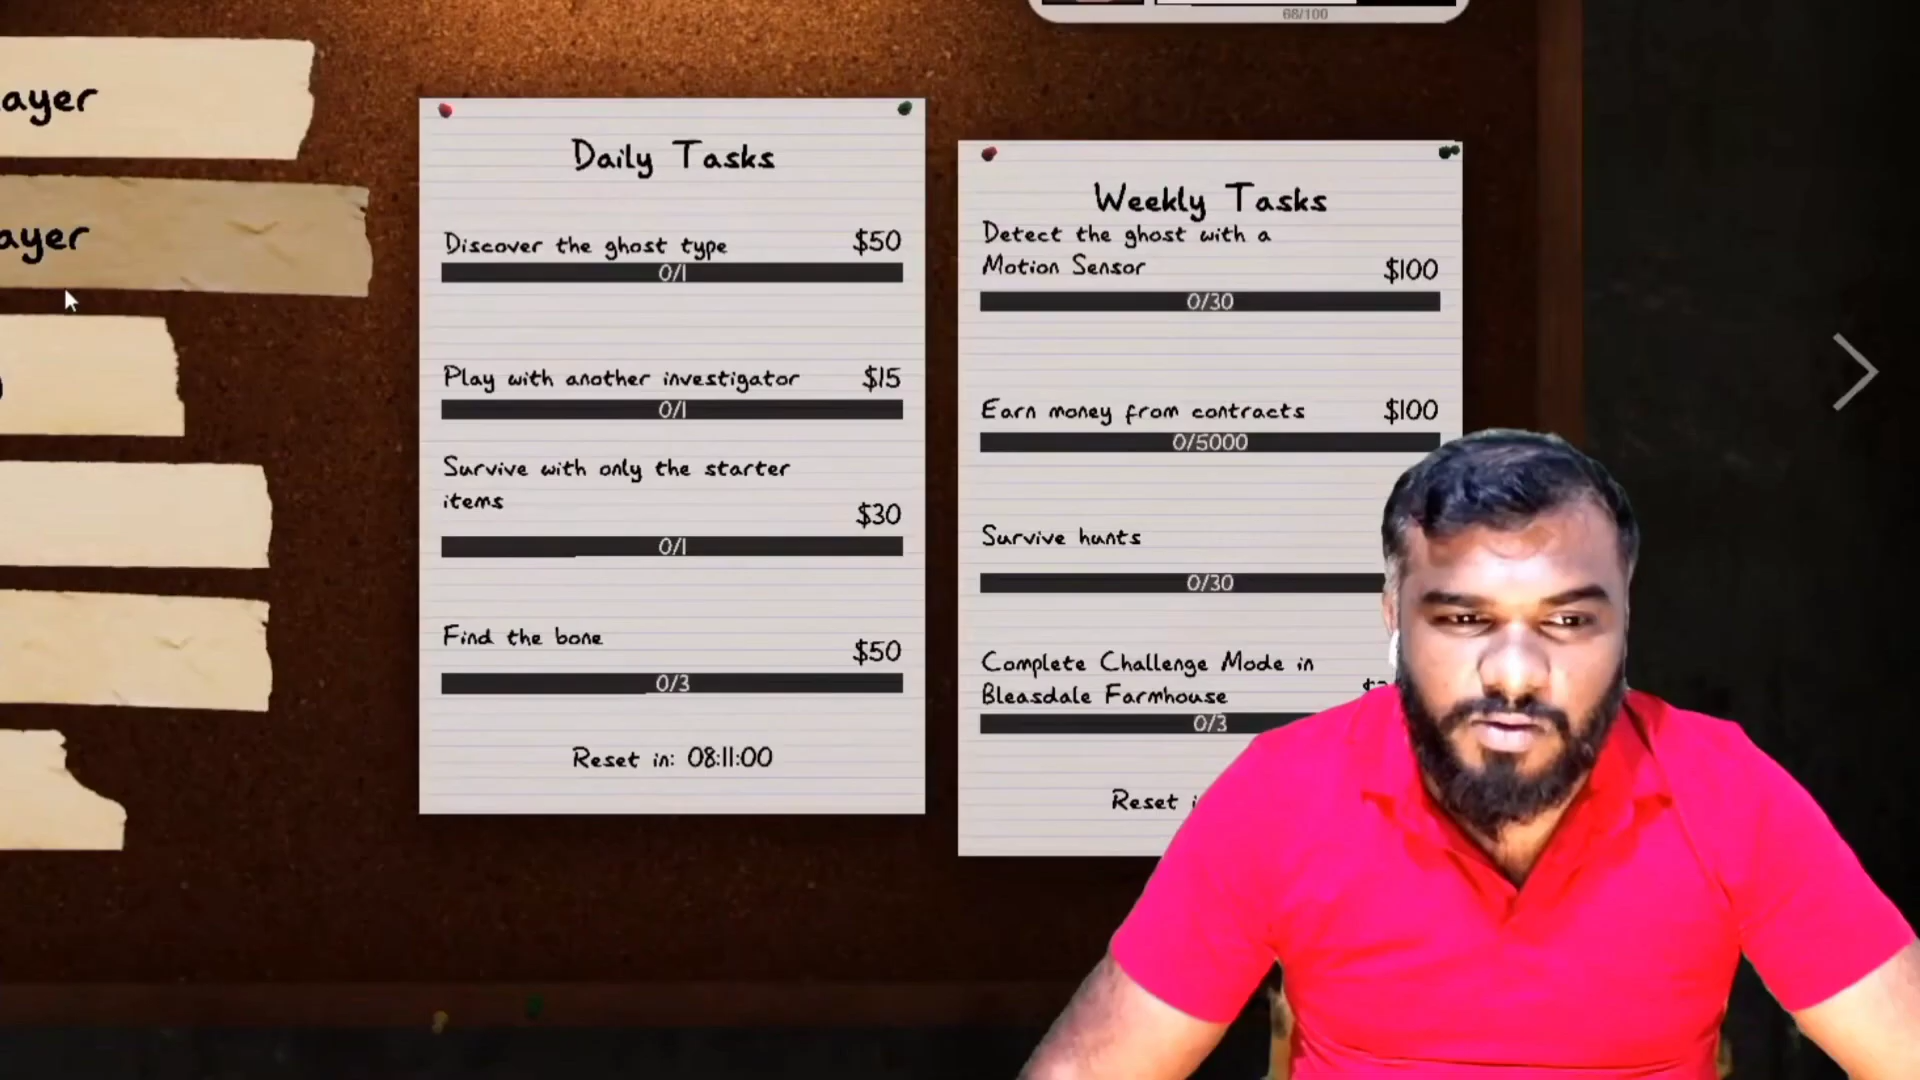 68/100
ayer
ayer
Daily Tasks
Discover the ghost type $50
0/1
Play with another investigator $15
0/1
Survive with only the starter
items
$30
0/1
Find the bone
$50
0/3
Reset in: 08:11:00
Weekly Tasks
Detect the ghost with a
Motion Sensor $100
0/30
Earn money from contracts $100
0/5000
Survive hunts
0/30
Complete Challenge Mode in
Bleasdale Farmhouse
0/3
Reset